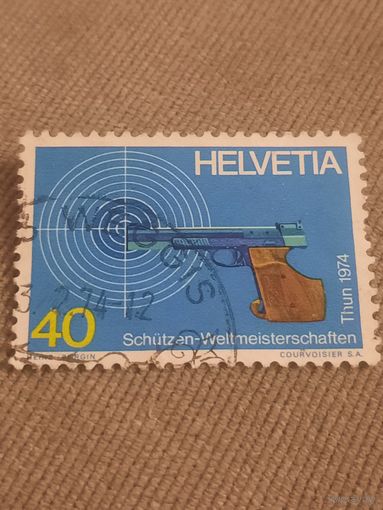 HELVETIA
Thun 1974
40
Schützen-Weltmeisterschaften
COURVOISIER S.A.